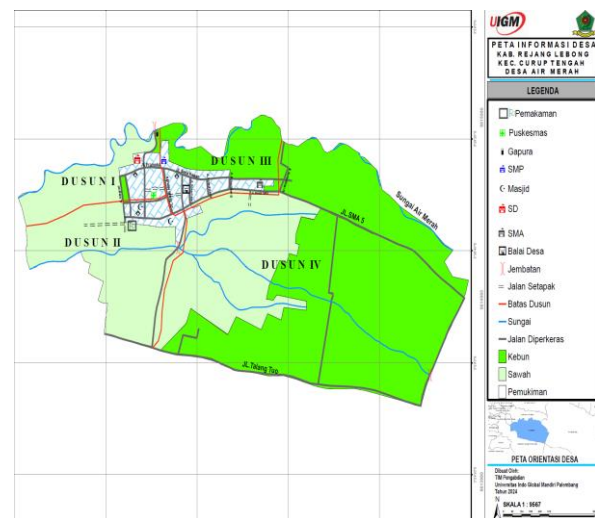 UIGM
PETA INFORMASI DESA
KAB. REJANG LEBONG
KEC. CURUP TENGAH
DESA AIR MERAH
LEGENDA
Pemakaman
Puskesmas
Gapura
SMP
Masjid
SD
SMA
Balai Desa
Jembatan
Jalan Setapak
Batas Dusun
Sungai
Jalan Diperkeras
Kebun
Sawah
Pemukiman
PETA ORIENTASI DESA
Dibuat Oleh:
TIM Pengabdian
Universitas Indo Global Mandiri Palembang
Tahun 2024
N
SKALA 1 : 9567
DUSUN III
DUSUN I
DUSUN II
DUSUN IV
Sungai Air Merah
JL SMA 5
JL Talang Tap